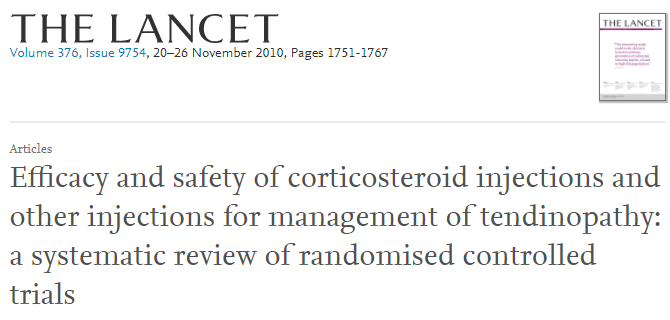 THE LANCET
Volume 376, Issue 9754, 20–26 November 2010, Pages 1751-1767
THE LANCET
Articles
Efficacy and safety of corticosteroid injections and
other injections for management of tendinopathy:
a systematic review of randomised controlled
trials